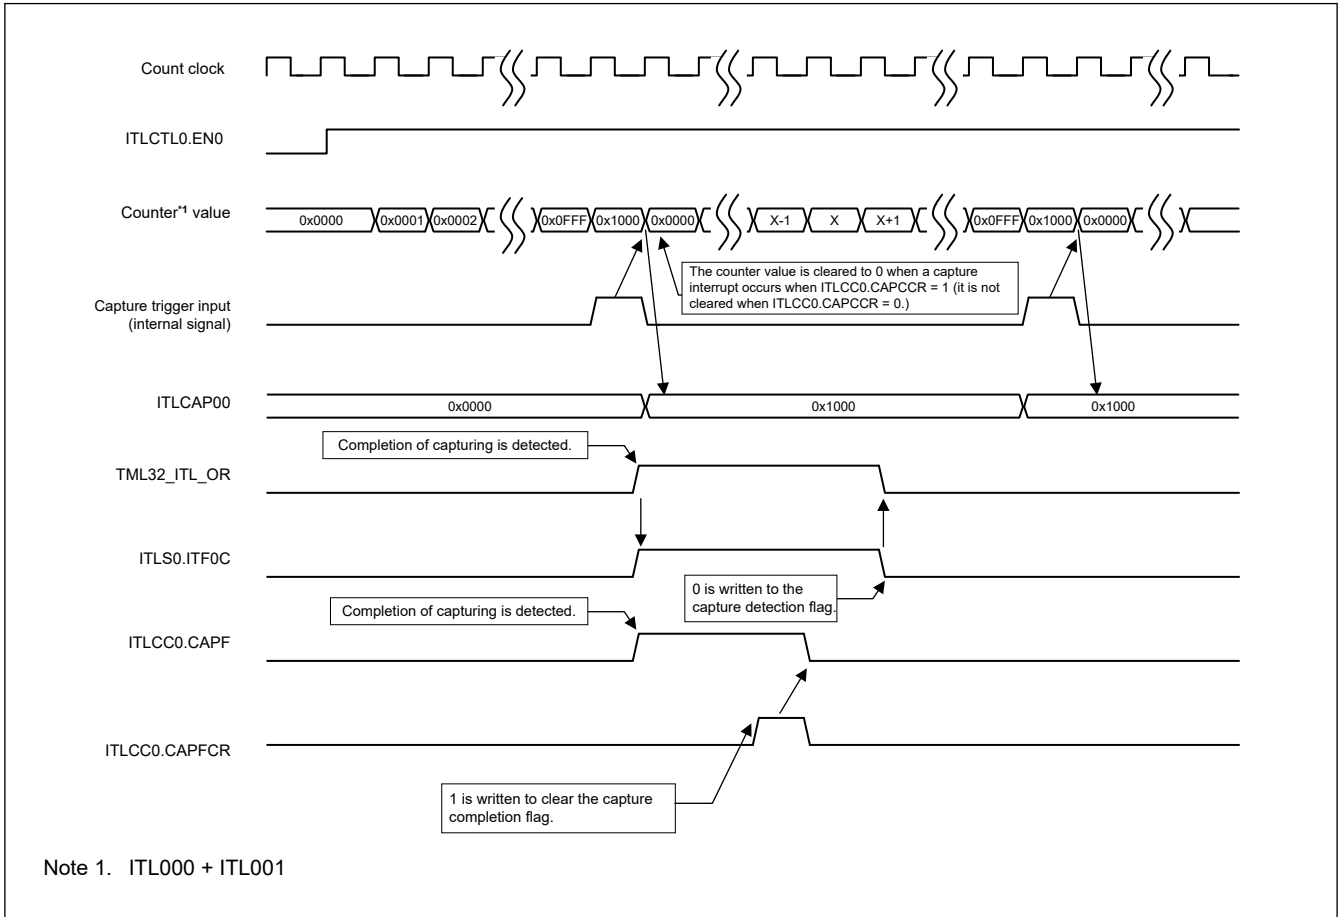 Count clock
ITLCTL0.EN0
Counter*1 value
0x0000 0x0001 0x0002 0x0FFF 0x1000 0x0000 X-1 X X+1 0x0FFF 0x1000 0x0000
The counter value is cleared to 0 when a capture
interrupt occurs when ITLCC0.CAPCCR = 1 (it is not
cleared when ITLCC0.CAPCCR = 0.)
Capture trigger input
(internal signal)
ITLCAP00
0x0000 0x1000 0x1000
Completion of capturing is detected.
TML32_ITL_OR
ITLS0.ITF0C
0 is written to the
capture detection flag.
Completion of capturing is detected.
ITLCC0.CAPF
ITLCC0.CAPFCR
1 is written to clear the capture
completion flag.
Note 1. ITL000 + ITL001